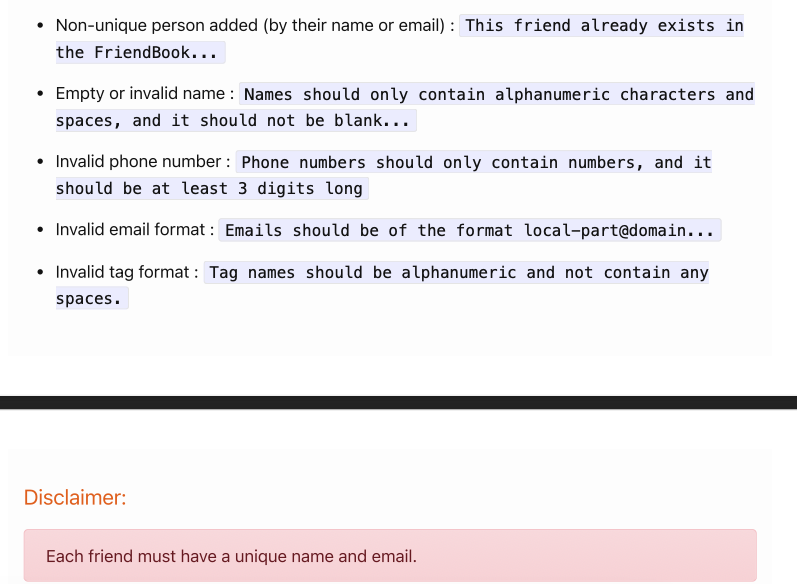 • Non-unique person added (by their name or email) : This friend already exists in
the FriendBook...
• Empty or invalid name : Names should only contain alphanumeric characters and
spaces, and it should not be blank...
• Invalid phone number : Phone numbers should only contain numbers, and it
should be at least 3 digits long
• Invalid email format : Emails should be of the format local-part@domain...
• Invalid tag format : Tag names should be alphanumeric and not contain any
spaces.
Disclaimer:
Each friend must have a unique name and email.